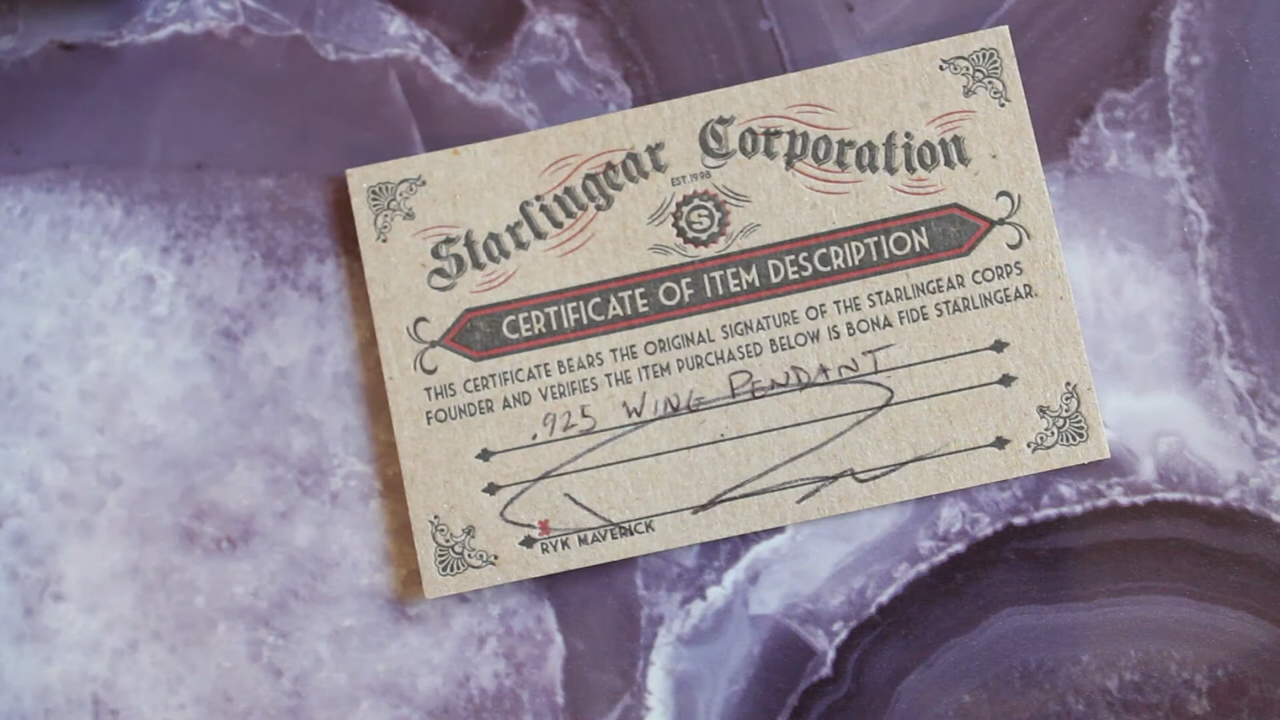 Starlingear Corporation
EST. 1998
S
CERTIFICATE OF ITEM DESCRIPTION
THIS CERTIFICATE BEARS THE ORIGINAL SIGNATURE OF THE STARLINGEAR CORPS
FOUNDER AND VERIFIES THE ITEM PURCHASED BELOW IS BONA FIDE STARLINGEAR.
.925 WING PENDANT
RYK MAVERICK